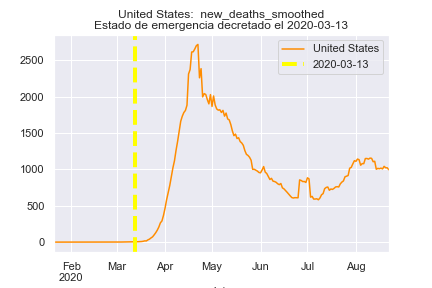 United States:  new_deaths_smoothed
Estado de emergencia decretado el 2020-03-13
United States
2020-03-13
2500
2000
1500
1000
500
0
Feb
Mar
Apr
May
Jun
Jul
Aug
2020